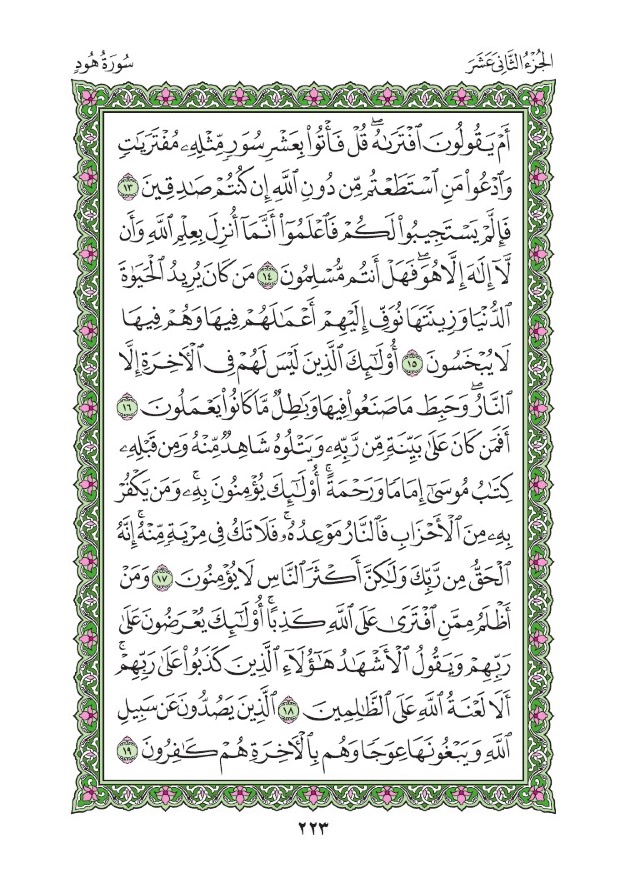 الجُزْءُ الثَّانِي عَشَرَ
سُورَةُ هُودٍ
أَمۡ يَقُولُونَ ٱفۡتَرَىٰهُۖ قُلۡ فَأۡتُواْ بِعَشۡرِ سُوَرٖ مِّثۡلِهِۦ مُفۡتَرَيَٰتٖ
وَٱدۡعُواْ مَنِ ٱسۡتَطَعۡتُم مِّن دُونِ ٱللَّهِ إِن كُنتُمۡ صَٰدِقِينَ ١٣
فَإِلَّمۡ يَسۡتَجِيبُواْ لَكُمۡ فَٱعۡلَمُوٓاْ أَنَّمَآ أُنزِلَ بِعِلۡمِ ٱللَّهِ وَأَن
لَّآ إِلَٰهَ إِلَّا هُوَۖ فَهَلۡ أَنتُم مُّسۡلِمُونَ ١٤ مَن كَانَ يُرِيدُ ٱلۡحَيَوٰةَ
ٱلدُّنۡيَا وَزِينَتَهَا نُوَفِّ إِلَيۡهِمۡ أَعۡمَٰلَهُمۡ فِيهَا وَهُمۡ فِيهَا
لَا يُبۡخَسُونَ ١٥ أُوْلَٰٓئِكَ ٱلَّذِينَ لَيۡسَ لَهُمۡ فِي ٱلۡأٓخِرَةِ إِلَّا
ٱلنَّارُۖ وَحَبِطَ مَا صَنَعُواْ فِيهَا وَبَٰطِلٞ مَّا كَانُواْ يَعۡمَلُونَ ١٦
أَفَمَن كَانَ عَلَىٰ بَيِّنَةٖ مِّن رَّبِّهِۦ وَيَتۡلُوهُ شَاهِدٞ مِّنۡهُ وَمِن قَبۡلِهِۦ
كِتَٰبُ مُوسَىٰٓ إِمَامٗا وَرَحۡمَةًۚ أُوْلَٰٓئِكَ يُؤۡمِنُونَ بِهِۦۚ وَمَن يَكۡفُرۡ
بِهِۦ مِنَ ٱلۡأَحۡزَابِ فَٱلنَّارُ مَوۡعِدُهُۥۚ فَلَا تَكُ فِي مِرۡيَةٖ مِّنۡهُۚ إِنَّهُ
ٱلۡحَقُّ مِن رَّبِّكَ وَلَٰكِنَّ أَكۡثَرَ ٱلنَّاسِ لَا يُؤۡمِنُونَ ١٧ وَمَنۡ
أَظۡلَمُ مِمَّنِ ٱفۡتَرَىٰ عَلَى ٱللَّهِ كَذِبًاۚ أُوْلَٰٓئِكَ يُعۡرَضُونَ عَلَىٰ
رَبِّهِمۡ وَيَقُولُ ٱلۡأَشۡهَٰدُ هَٰٓؤُلَآءِ ٱلَّذِينَ كَذَبُواْ عَلَىٰ رَبِّهِمۡۚ
أَلَا لَعۡنَةُ ٱللَّهِ عَلَى ٱلظَّٰلِمِينَ ١٨ ٱلَّذِينَ يَصُدُّونَ عَن سَبِيلِ
ٱللَّهِ وَيَبۡغُونَهَا عِوَجٗا وَهُم بِٱلۡأٓخِرَةِ هُمۡ كَٰفِرُونَ ١٩
٢٢٣